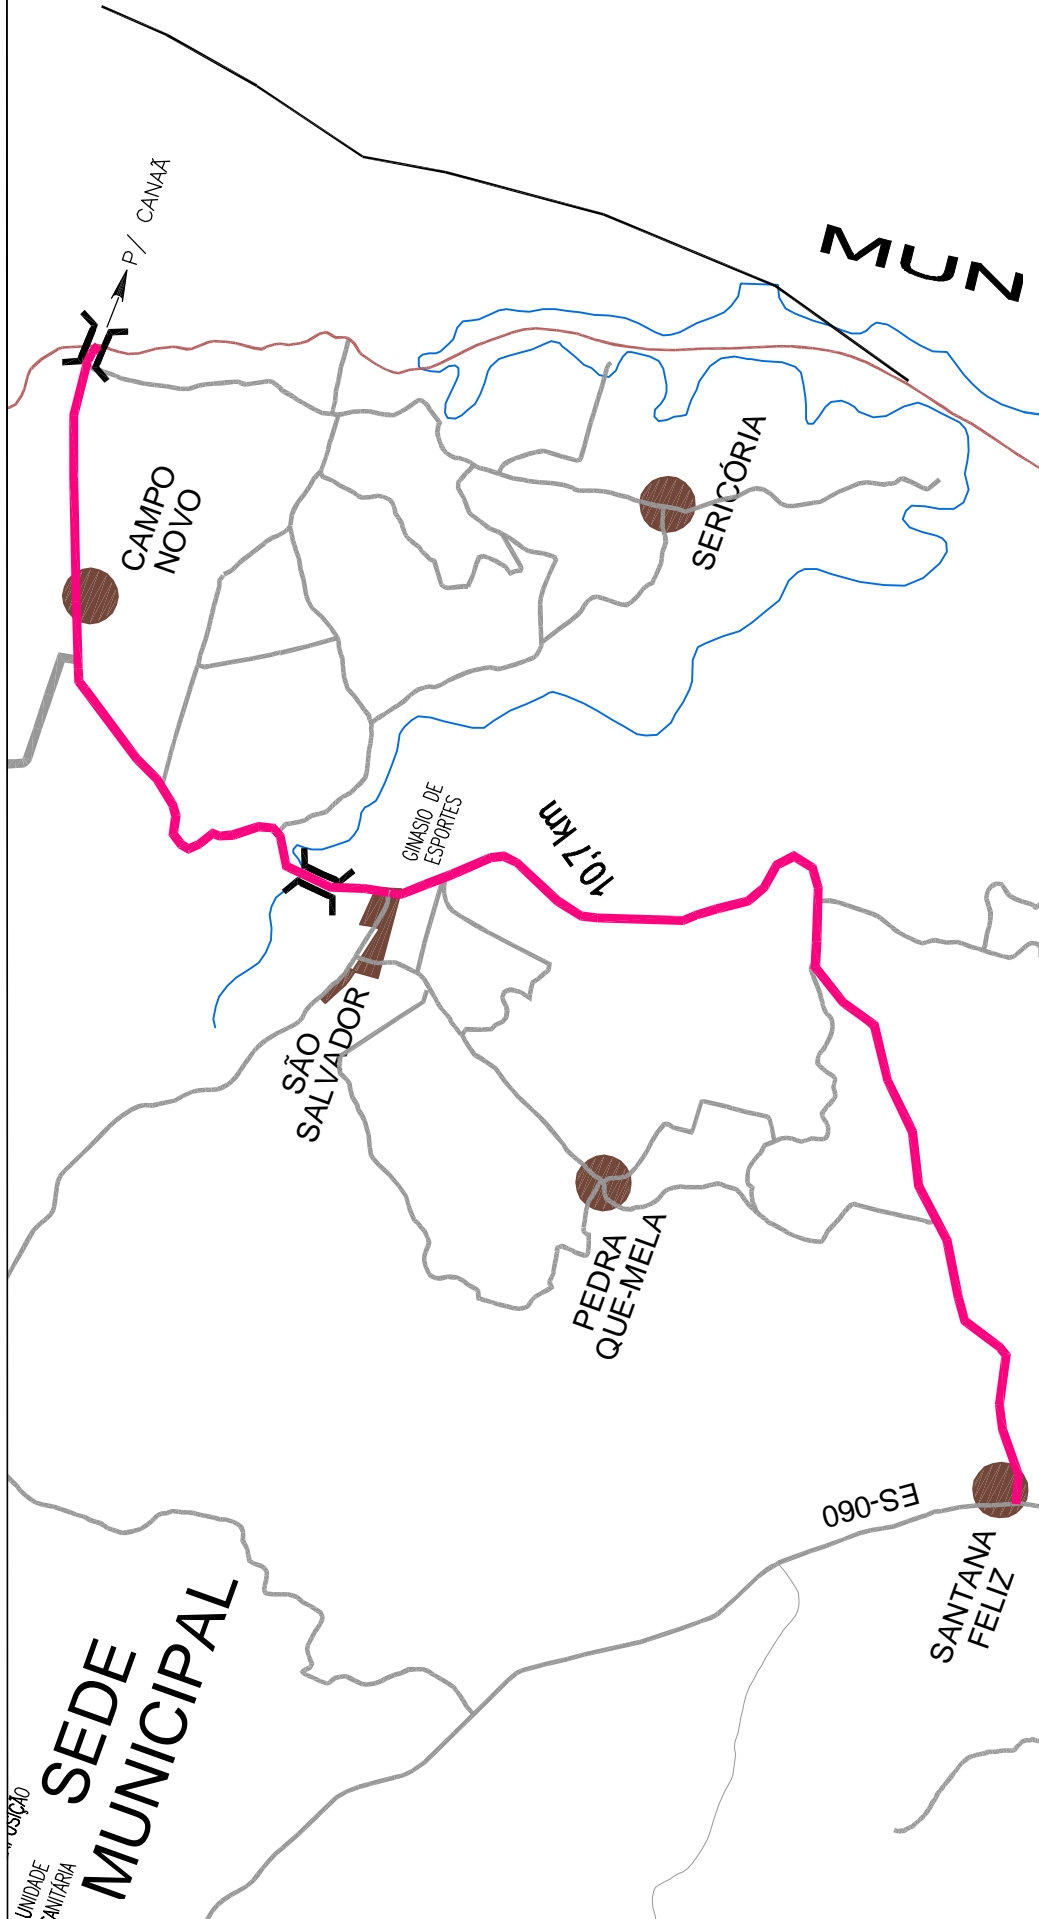 P/ CANAÃ
MUN
CAMPO
NOVO
SERICÓRIA
GINASIO DE
ESPORTES
10,7 km
SÃO
SALVADOR
PEDRA
QUE-MELA
ES-060
SANTANA
FELIZ
SEDE
MUNICIPAL
UNIDADE